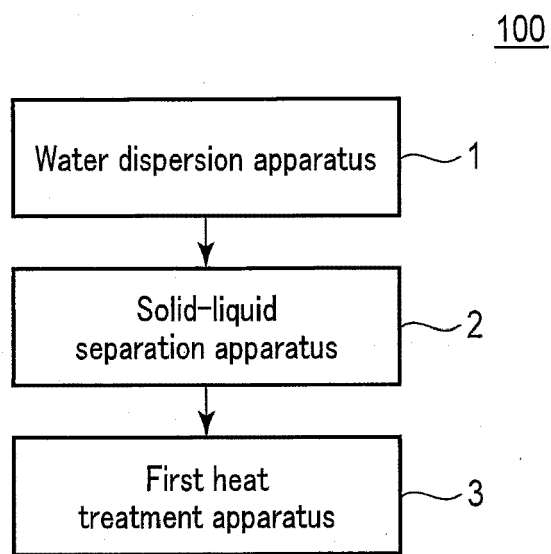 100
Water dispersion apparatus
1
Solid-liquid
separation apparatus
2
First heat
treatment apparatus
3